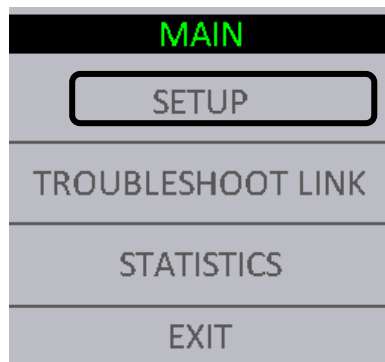 MAIN
SETUP
TROUBLESHOOT LINK
STATISTICS
EXIT